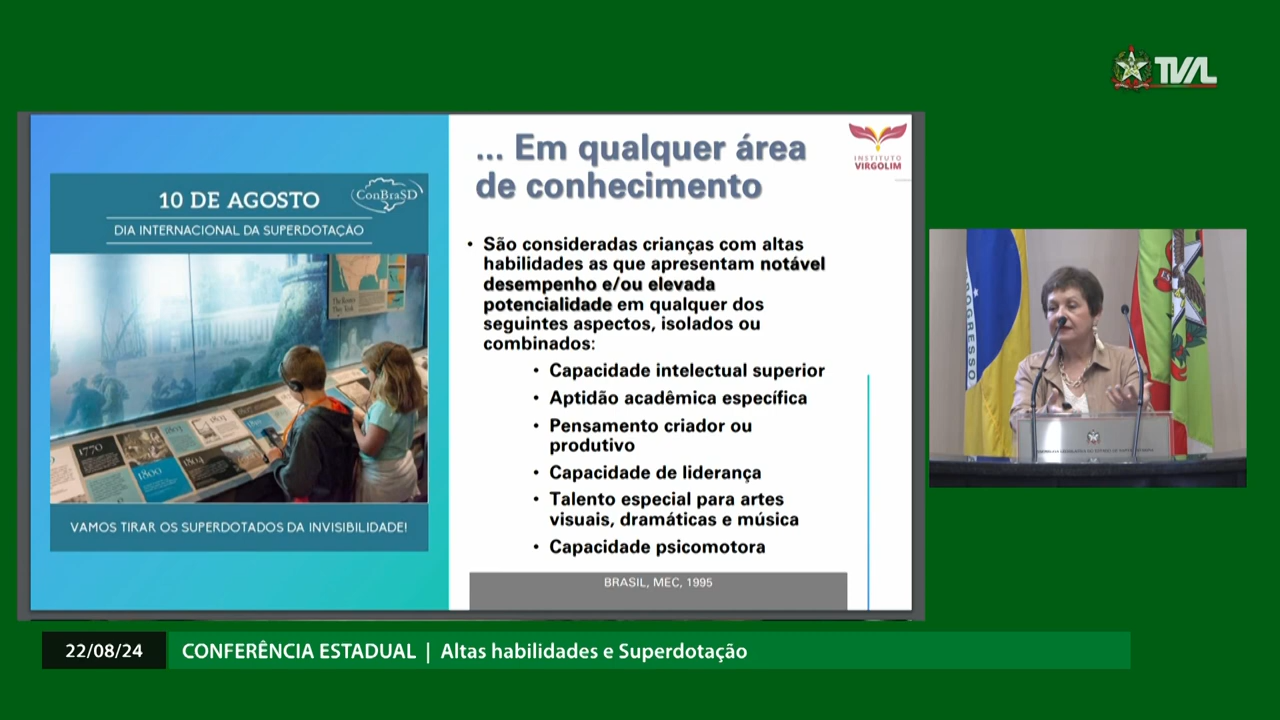 TVAL
10 DE AGOSTO
ConBraSD
DIA INTERNACIONAL DA SUPERDOTAÇÃO
1770
1800
1803
VAMOS TIRAR OS SUPERDOTADOS DA INVISIBILIDADE!
... Em qualquer área
de conhecimento
INSTITUTO
VIRGOLIM
• São consideradas crianças com altas
habilidades as que apresentam notável
desempenho e/ou elevada
potencialidade em qualquer dos
seguintes aspectos, isolados ou
combinados:
• Capacidade intelectual superior
• Aptidão acadêmica específica
• Pensamento criador ou
produtivo
• Capacidade de liderança
• Talento especial para artes
visuais, dramáticas e música
• Capacidade psicomotora
BRASIL, MEC, 1995
22/08/24
CONFERÊNCIA ESTADUAL | Altas habilidades e Superdotação